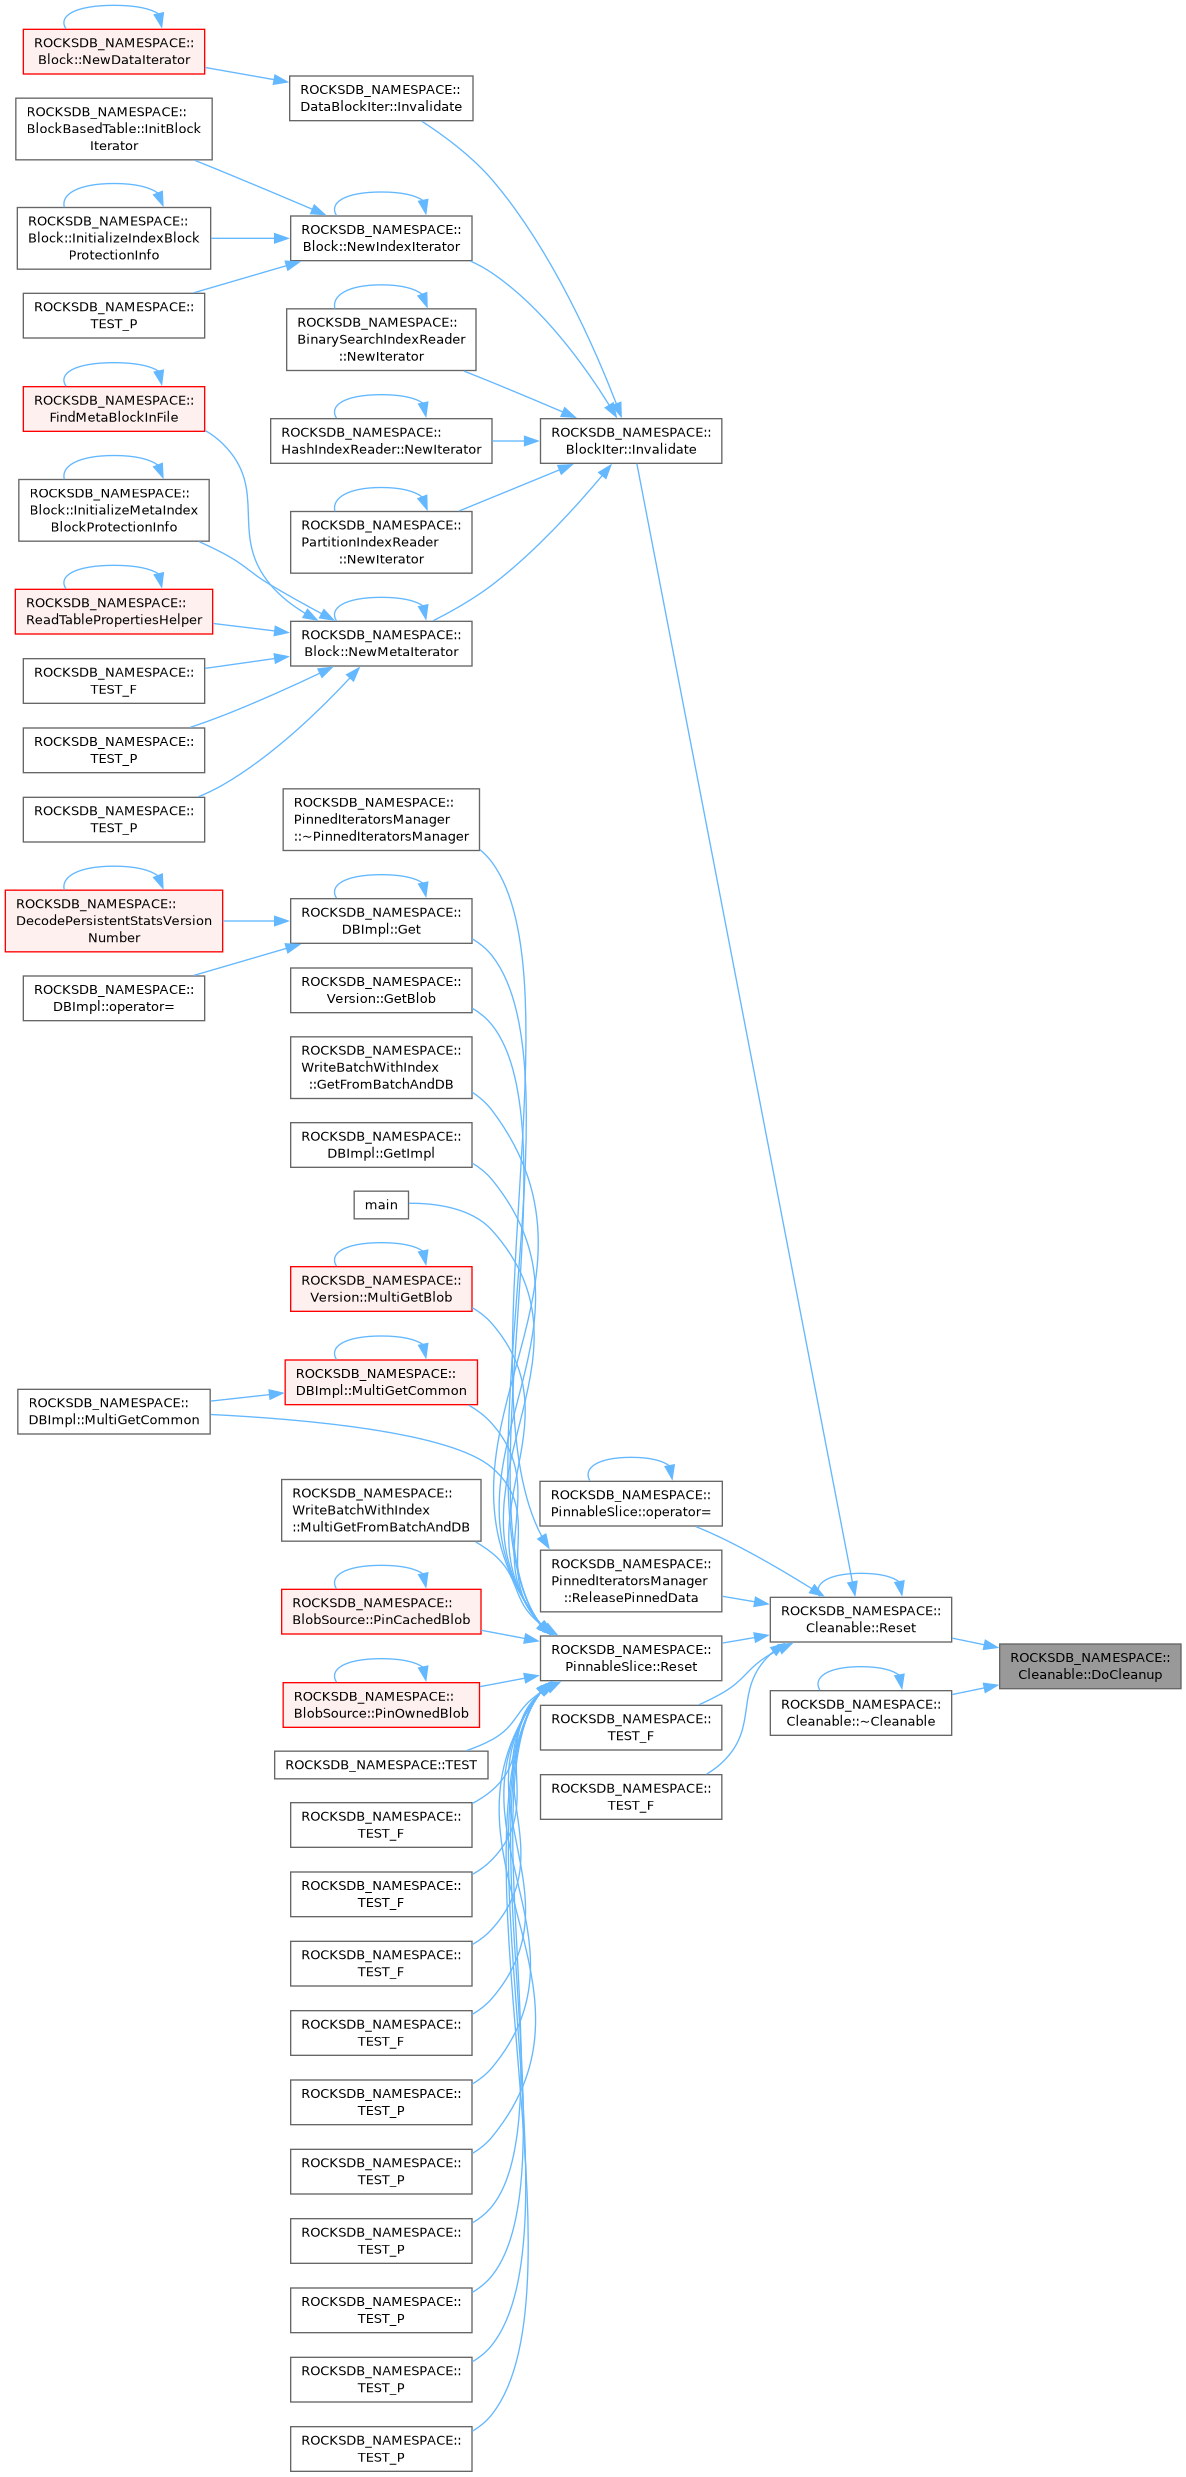 ROCKSDB_NAMESPACE::
Block::NewDataIterator
ROCKSDB_NAMESPACE::
DataBlockIter::Invalidate
ROCKSDB_NAMESPACE::
BlockBasedTable::InitBlock
Iterator
ROCKSDB_NAMESPACE::
Block::InitializeIndexBlock
ProtectionInfo
ROCKSDB_NAMESPACE::
Block::NewIndexIterator
ROCKSDB_NAMESPACE::
TEST_P
ROCKSDB_NAMESPACE::
BinarySearchIndexReader
::NewIterator
ROCKSDB_NAMESPACE::
FindMetaBlockInFile
ROCKSDB_NAMESPACE::
HashIndexReader::NewIterator
ROCKSDB_NAMESPACE::
BlockIter::Invalidate
ROCKSDB_NAMESPACE::
Block::InitializeMetaIndex
BlockProtectionInfo
ROCKSDB_NAMESPACE::
PartitionIndexReader
::NewIterator
ROCKSDB_NAMESPACE::
ReadTablePropertiesHelper
ROCKSDB_NAMESPACE::
Block::NewMetaIterator
ROCKSDB_NAMESPACE::
TEST_F
ROCKSDB_NAMESPACE::
TEST_P
ROCKSDB_NAMESPACE::
TEST_P
ROCKSDB_NAMESPACE::
PinnedIteratorsManager
::~PinnedIteratorsManager
ROCKSDB_NAMESPACE::
DecodePersistentStatsVersion
Number
ROCKSDB_NAMESPACE::
DBImpl::Get
ROCKSDB_NAMESPACE::
DBImpl::operator=
ROCKSDB_NAMESPACE::
Version::GetBlob
ROCKSDB_NAMESPACE::
WriteBatchWithIndex
::GetFromBatchAndDB
ROCKSDB_NAMESPACE::
DBImpl::GetImpl
main
ROCKSDB_NAMESPACE::
Version::MultiGetBlob
ROCKSDB_NAMESPACE::
DBImpl::MultiGetCommon
ROCKSDB_NAMESPACE::
DBImpl::MultiGetCommon
ROCKSDB_NAMESPACE::
WriteBatchWithIndex
::MultiGetFromBatchAndDB
ROCKSDB_NAMESPACE::
PinnableSlice::operator=
ROCKSDB_NAMESPACE::
PinnedIteratorsManager
::ReleasePinnedData
ROCKSDB_NAMESPACE::
BlobSource::PinCachedBlob
ROCKSDB_NAMESPACE::
Cleanable::Reset
ROCKSDB_NAMESPACE::
PinnableSlice::Reset
ROCKSDB_NAMESPACE::
Cleanable::DoCleanup
ROCKSDB_NAMESPACE::
BlobSource::PinOwnedBlob
ROCKSDB_NAMESPACE::
Cleanable::~Cleanable
ROCKSDB_NAMESPACE::
TEST_F
ROCKSDB_NAMESPACE::TEST
ROCKSDB_NAMESPACE::
TEST_F
ROCKSDB_NAMESPACE::
TEST_F
ROCKSDB_NAMESPACE::
TEST_F
ROCKSDB_NAMESPACE::
TEST_F
ROCKSDB_NAMESPACE::
TEST_F
ROCKSDB_NAMESPACE::
TEST_P
ROCKSDB_NAMESPACE::
TEST_P
ROCKSDB_NAMESPACE::
TEST_P
ROCKSDB_NAMESPACE::
TEST_P
ROCKSDB_NAMESPACE::
TEST_P
ROCKSDB_NAMESPACE::
TEST_P